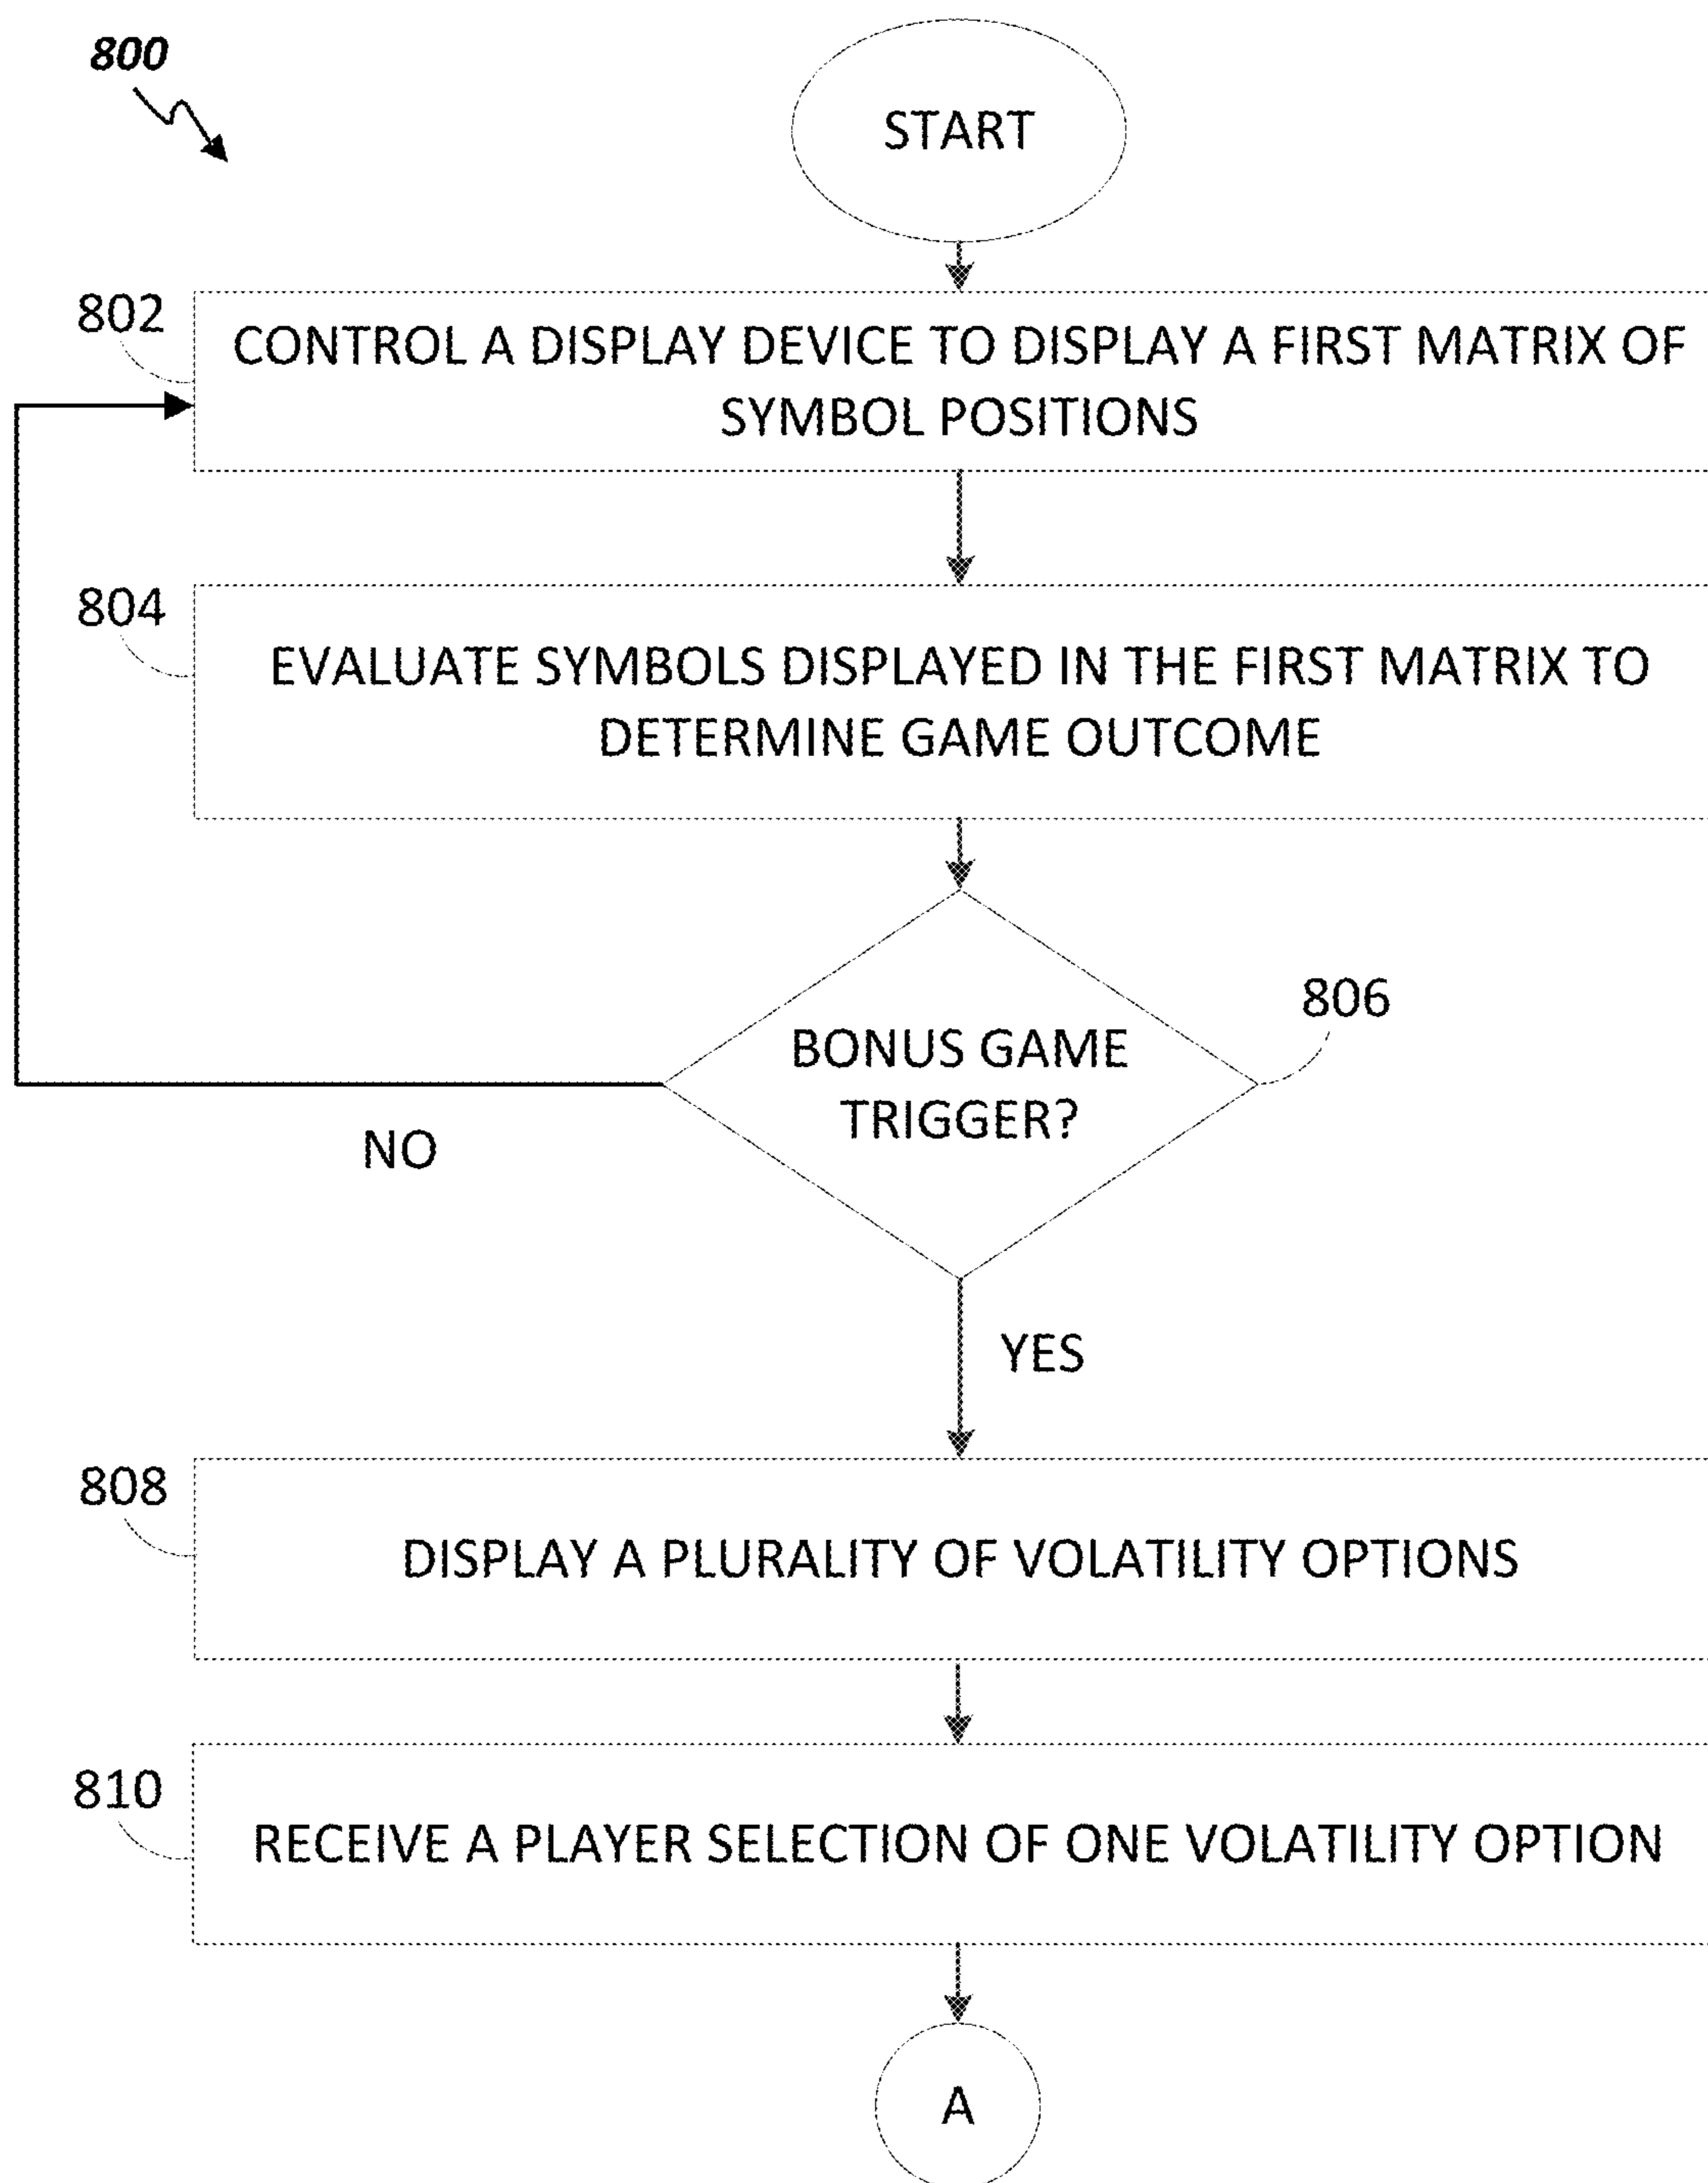 800
START
802
CONTROL A DISPLAY DEVICE TO DISPLAY A FIRST MATRIX OF
SYMBOL POSITIONS
804
EVALUATE SYMBOLS DISPLAYED IN THE FIRST MATRIX TO
DETERMINE GAME OUTCOME
806
BONUS GAME
TRIGGER?
NO
YES
808
DISPLAY A PLURALITY OF VOLATILITY OPTIONS
810
RECEIVE A PLAYER SELECTION OF ONE VOLATILITY OPTION
A